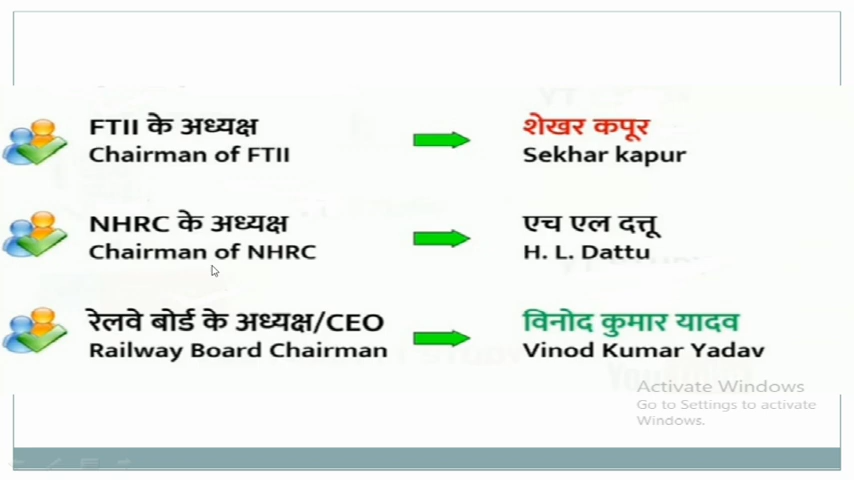 FTII के अध्यक्ष
Chairman of FTII
शेखर कपूर
Sekhar kapur
NHRC के अध्यक्ष
Chairman of NHRC
एच एल दत्तू
H. L. Dattu
रेलवे बोर्ड के अध्यक्ष/CEO
Railway Board Chairman
विनोद कुमार यादव
Vinod Kumar Yadav
Activate Windows
Go to Settings to activate
Windows.